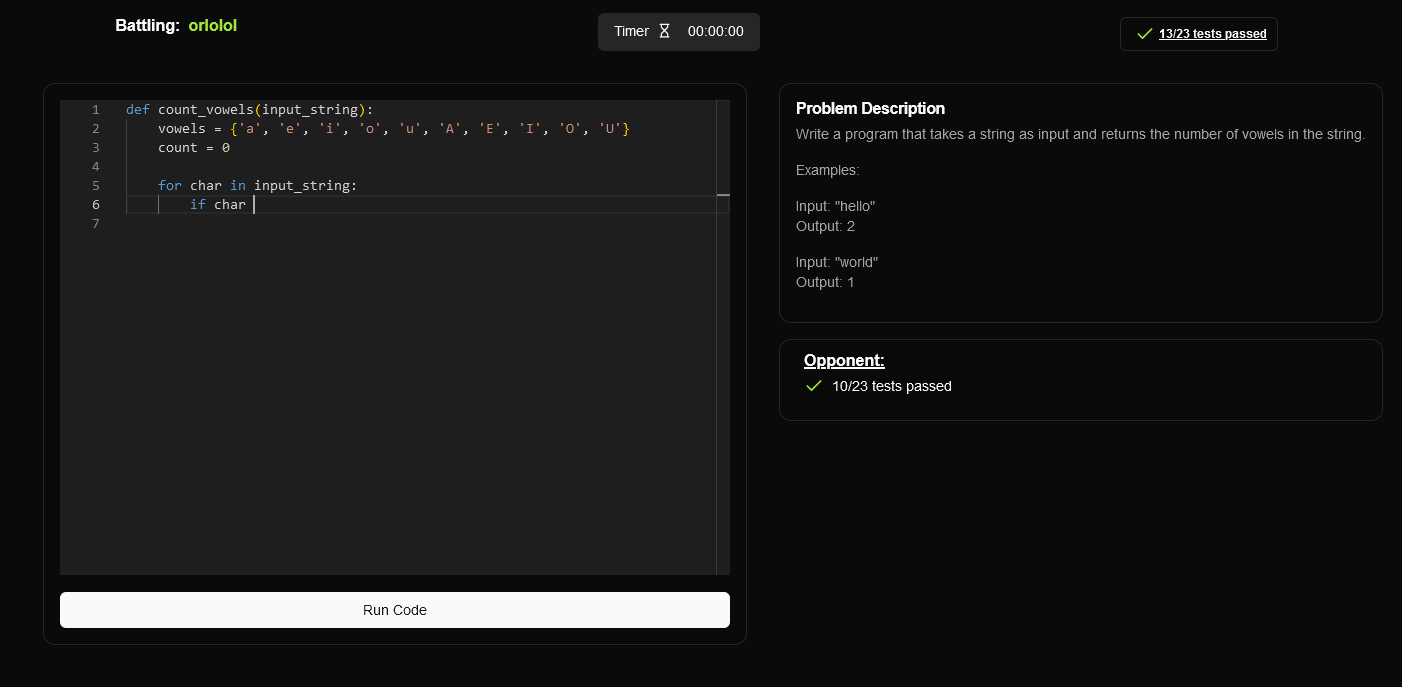 Battling: orlolol
Timer 00:00:00
13/23 tests passed
1 def count_vowels(input_string):
2 vowels = {'a', 'e', 'i', 'o', 'u', 'A', 'E', 'I', 'O', 'U'}
3 count = 0
4
5 for char in input_string:
6 if char
7
Run Code
Problem Description
Write a program that takes a string as input and returns the number of vowels in the string.
Examples:
Input: "hello"
Output: 2
Input: "world"
Output: 1
Opponent:
10/23 tests passed